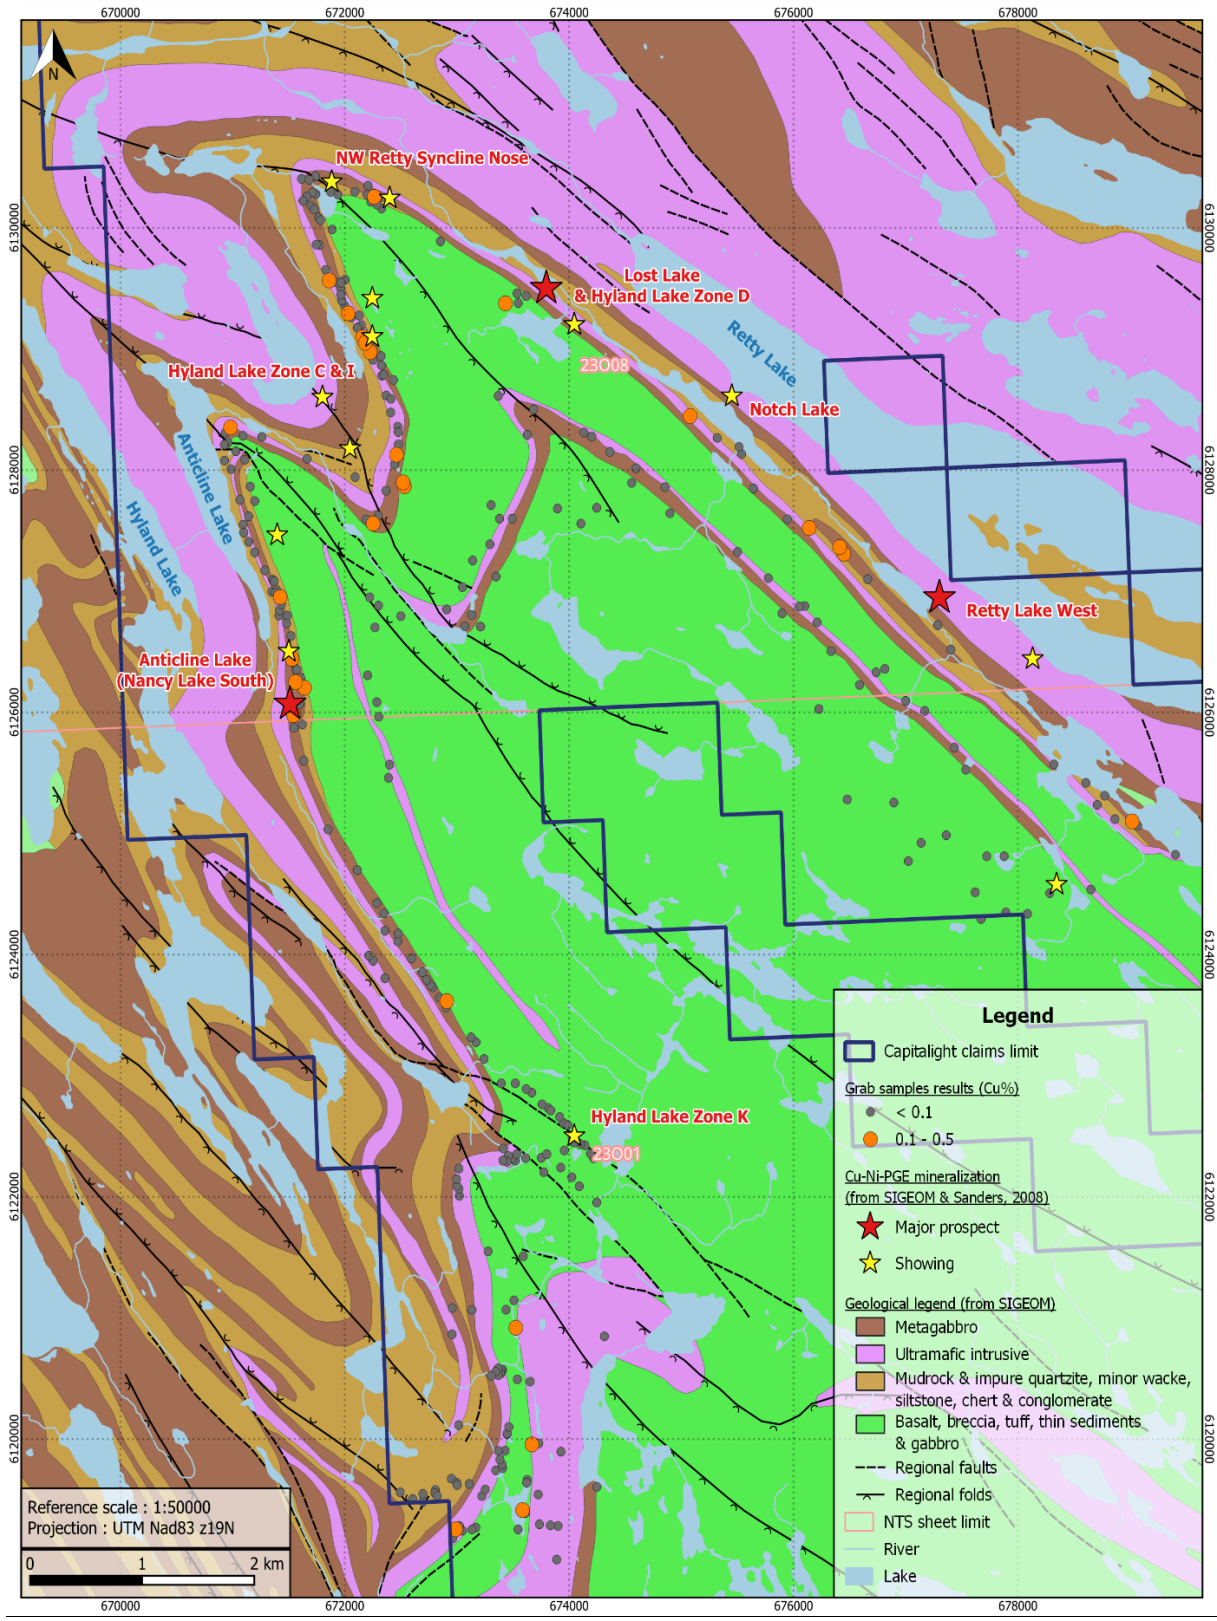 670000
672000
674000
676000
678000
N
NW Retty Syncline Nose
6130000
6130000
Lost Lake
& Hyland Lake Zone D
Retty Lake
23O08
Hyland Lake Zone C & I
Notch Lake
Anticline Lake
6128000
6128000
Hyland Lake
Retty Lake West
Anticline Lake
(Nancy Lake South)
6126000
6126000
6124000
6124000
Legend
Capitalight claims limit
Grab samples results (Cu%)
< 0.1
0.1 - 0.5
Cu-Ni-PGE mineralization
(from SIGEOM & Sanders, 2008)
Major prospect
Showing
Geological legend (from SIGEOM)
Metagabbro
Ultramafic intrusive
Mudrock & impure quartzite, minor wacke,
siltstone, chert & conglomerate
Basalt, breccia, tuff, thin sediments
& gabbro
Regional faults
Regional folds
NTS sheet limit
River
Lake
Hyland Lake Zone K
23O01
6122000
6122000
6120000
6120000
Reference scale : 1:50000
Projection : UTM Nad83 z19N
0 1 2 km
670000
672000
674000
676000
678000